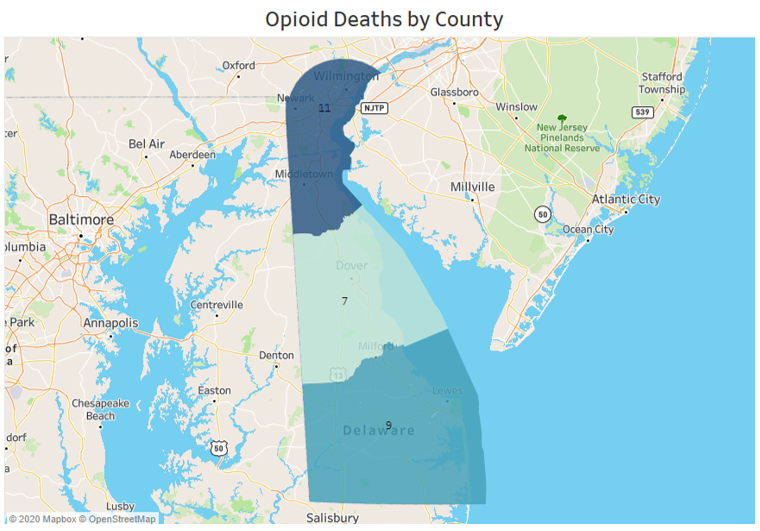 Opioid Deaths by County
Oxford
Wilmington
Stafford
Township
Newark
11
NJTP
Glassboro
Winslow
539
New Jersey
Pinelands
National Reserve
Bel Air
Aberdeen
Middletown
Millville
Atlantic City
50
Ocean City
Baltimore
olumbia
Dover
Centreville
7
e Park
Annapolis
of
a
Milford
Denton
13
Easton
Lewes
Chesapeake
Beach
9
Delaware
dorf
50
Lusby
Salisbury
© 2020 Mapbox © OpenStreetMap